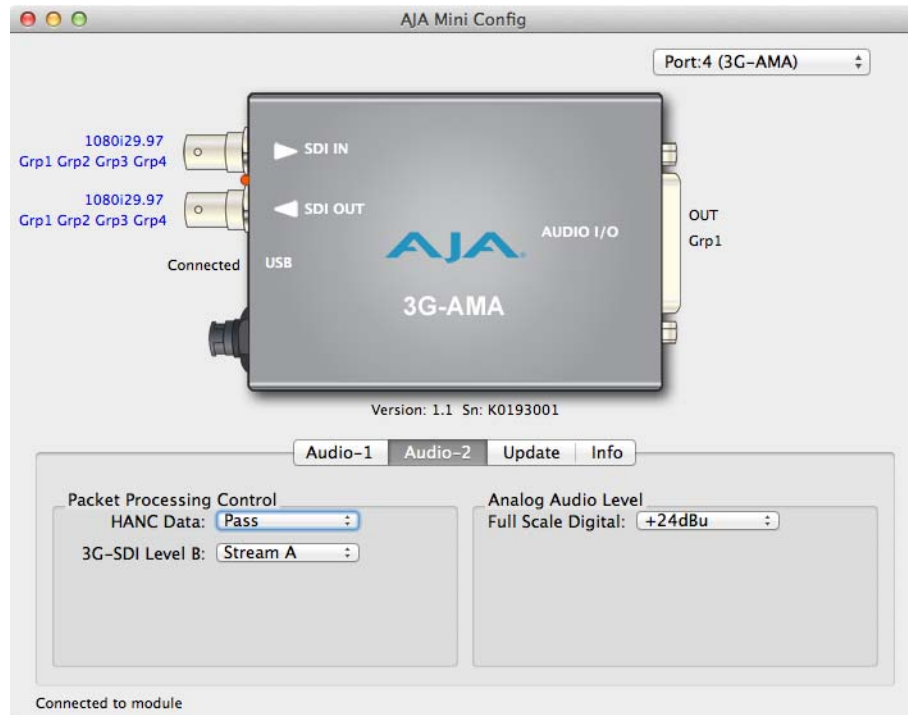 AJA Mini Config
Port:4 (3G-AMA)
1080i29.97
Grp1 Grp2 Grp3 Grp4
SDI IN
1080i29.97
Grp1 Grp2 Grp3 Grp4
SDI OUT
Connected
USB
AJA
AUDIO I/O
OUT
Grp1
3G-AMA
Version: 1.1 Sn: K0193001
Audio-1 Audio-2 Update Info
Packet Processing Control
HANC Data: Pass
3G-SDI Level B: Stream A
Analog Audio Level
Full Scale Digital: +24dBu
Connected to module